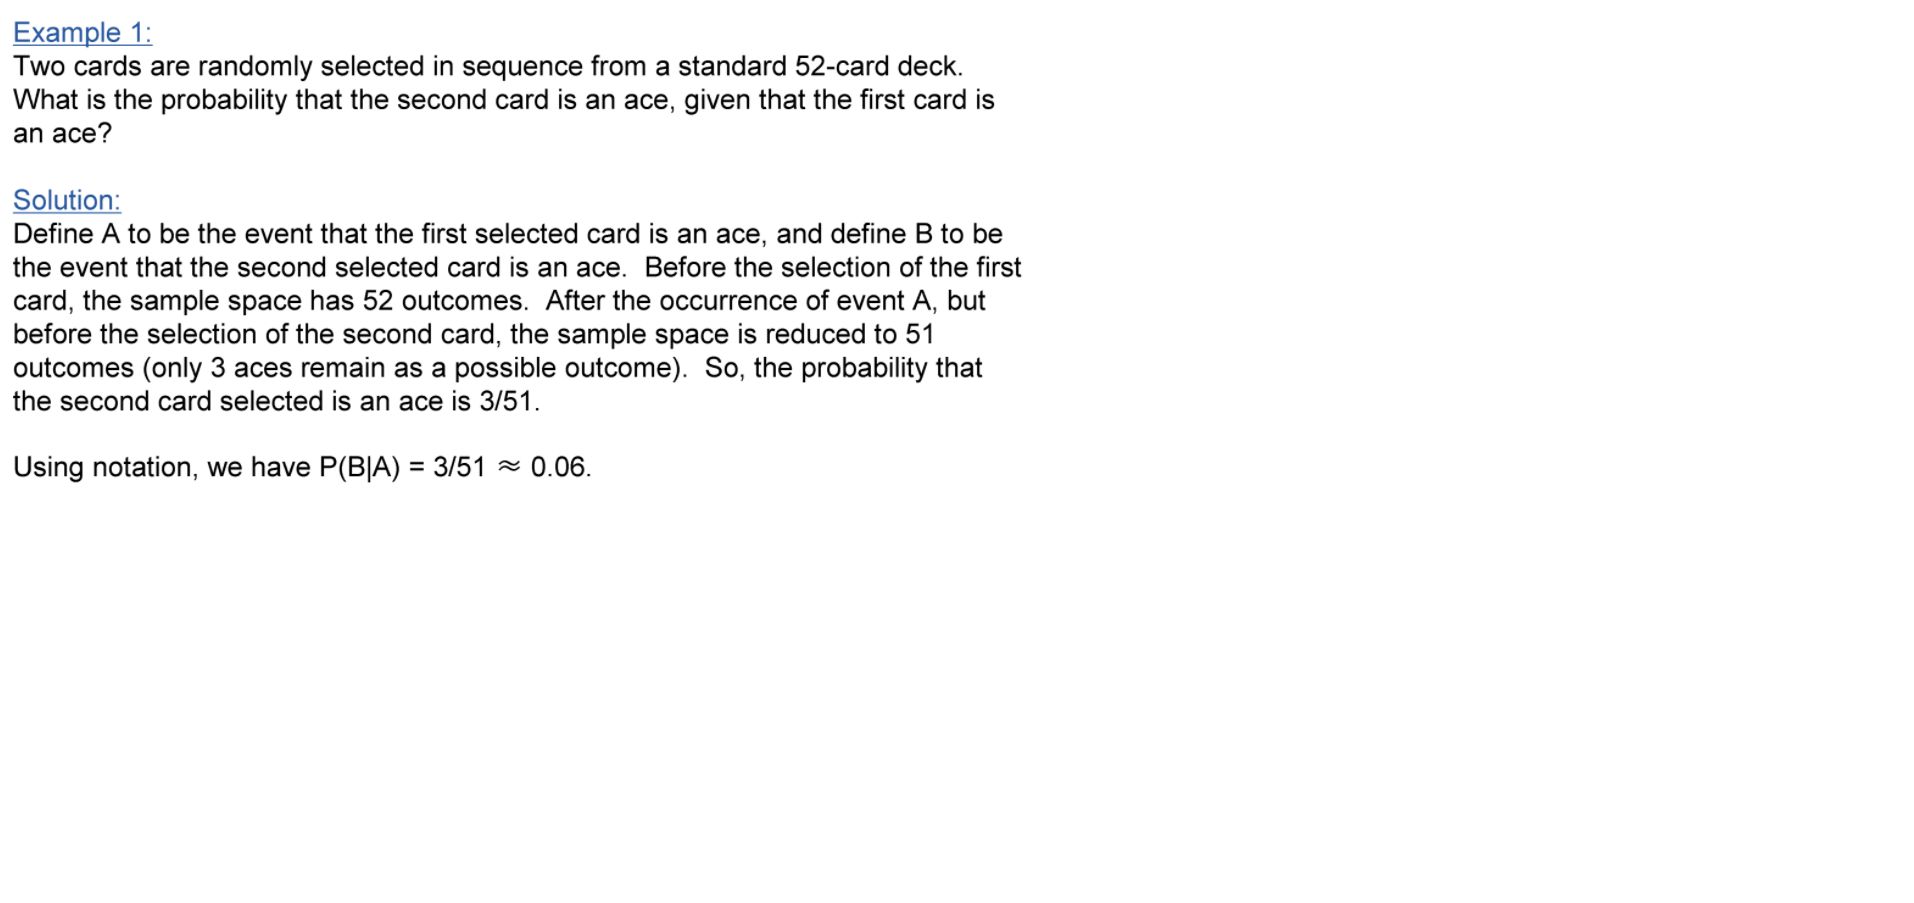 Example 1:
Two cards are randomly selected in sequence from a standard 52-card deck.
What is the probability that the second card is an ace, given that the first card is
an ace?
Solution:
Define A to be the event that the first selected card is an ace, and define B to be
the event that the second selected card is an ace.  Before the selection of the first
card, the sample space has 52 outcomes.  After the occurrence of event A, but
before the selection of the second card, the sample space is reduced to 51
outcomes (only 3 aces remain as a possible outcome).  So, the probability that
the second card selected is an ace is 3/51.
Using notation, we have P(B|A) = 3/51 ≈ 0.06.